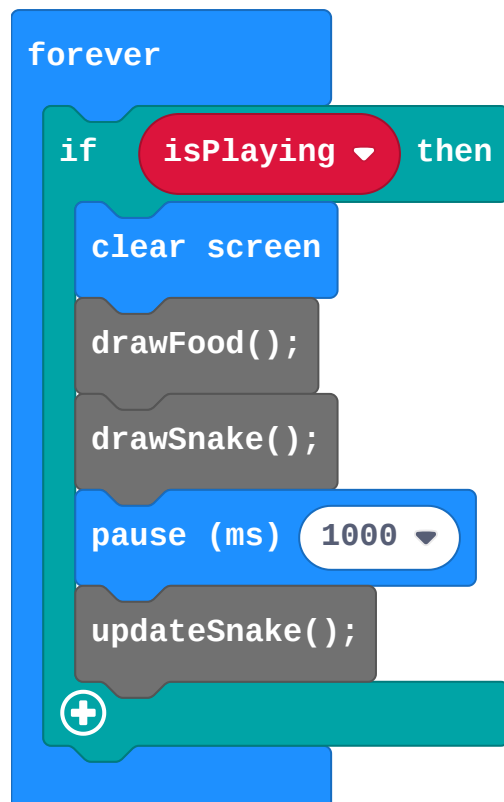 forever
if isPlaying then
clear screen
drawFood();
drawSnake();
pause (ms) 1000
updateSnake();